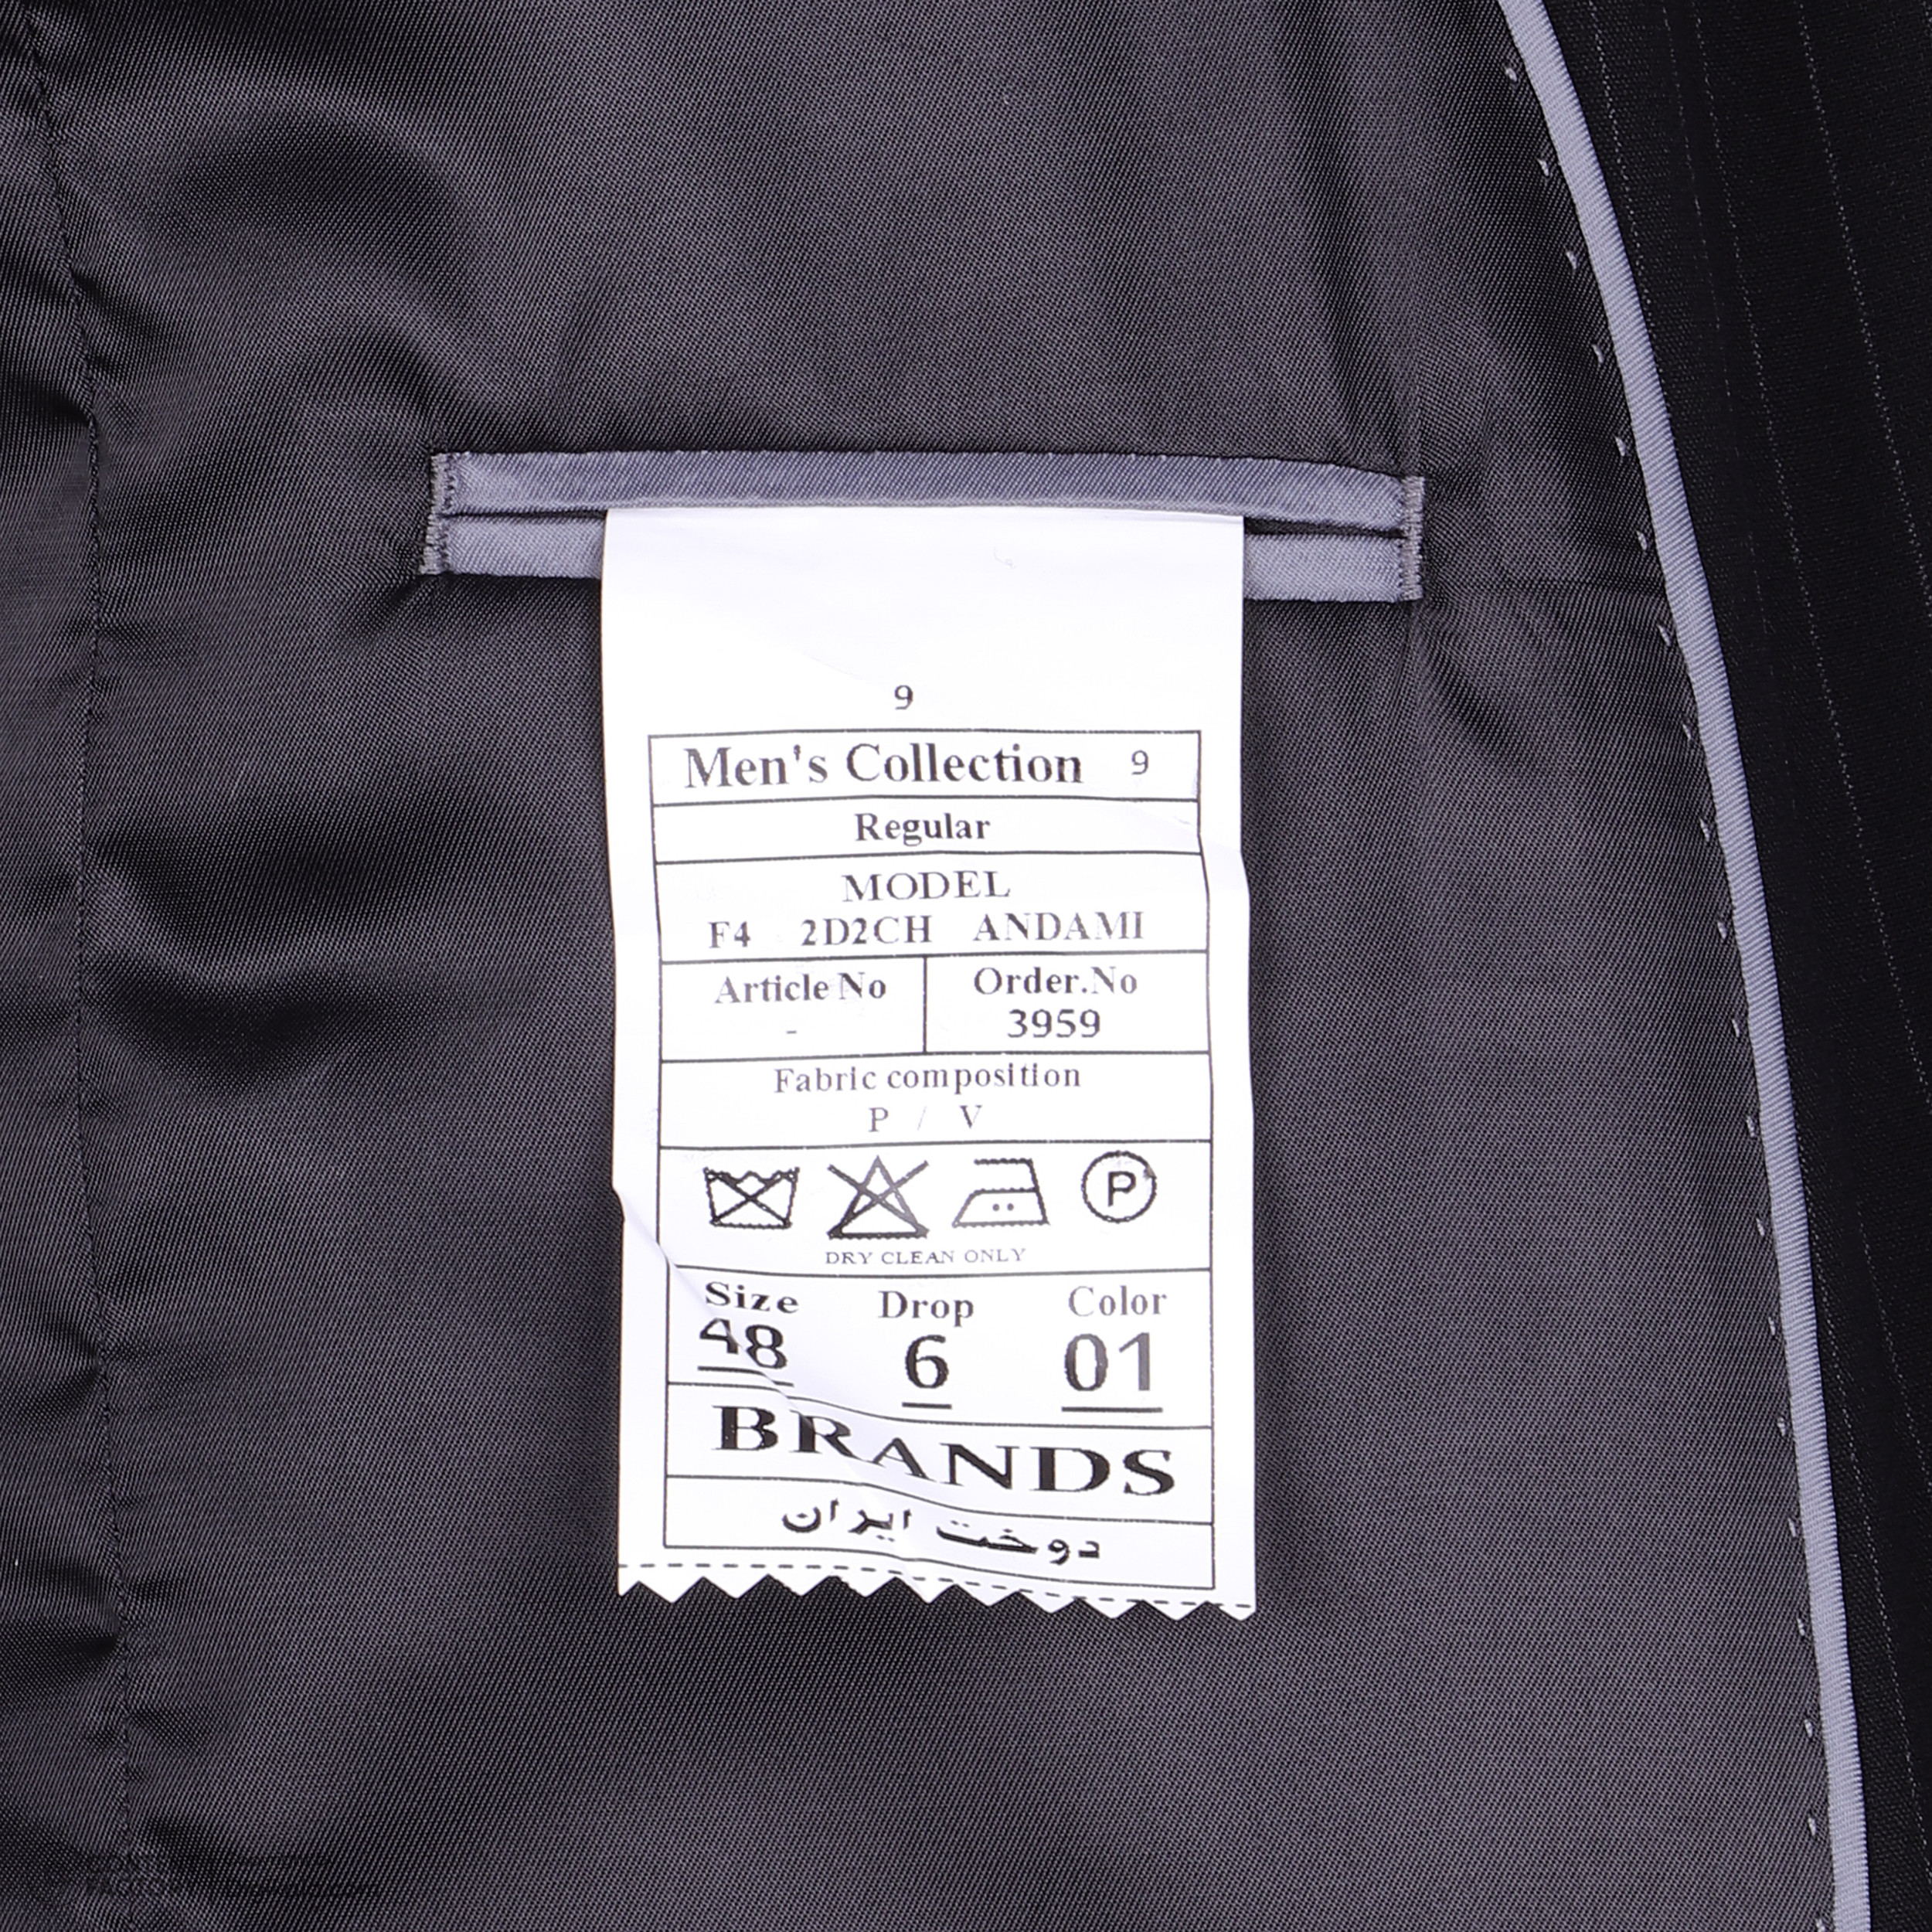 9
Men's Collection 9
Regular
MODEL
F4 2D2CH ANDAMI
Article No Order.No
- 3959
Fabric composition
P / V
P
DRY CLEAN ONLY
Size Drop Color
48 6 01
BRANDS
دوخت ایران